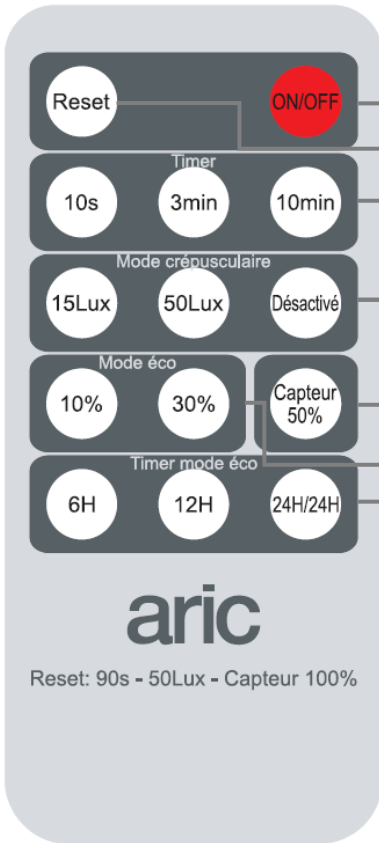 Reset ON/OFF
Timer
10s 3min 10min
Mode crépusculaire
15Lux 50Lux Désactivé
Mode éco
10% 30% Capteur
50%
Timer mode éco
6H 12H 24H/24H
aric
Reset: 90s - 50Lux - Capteur 100%